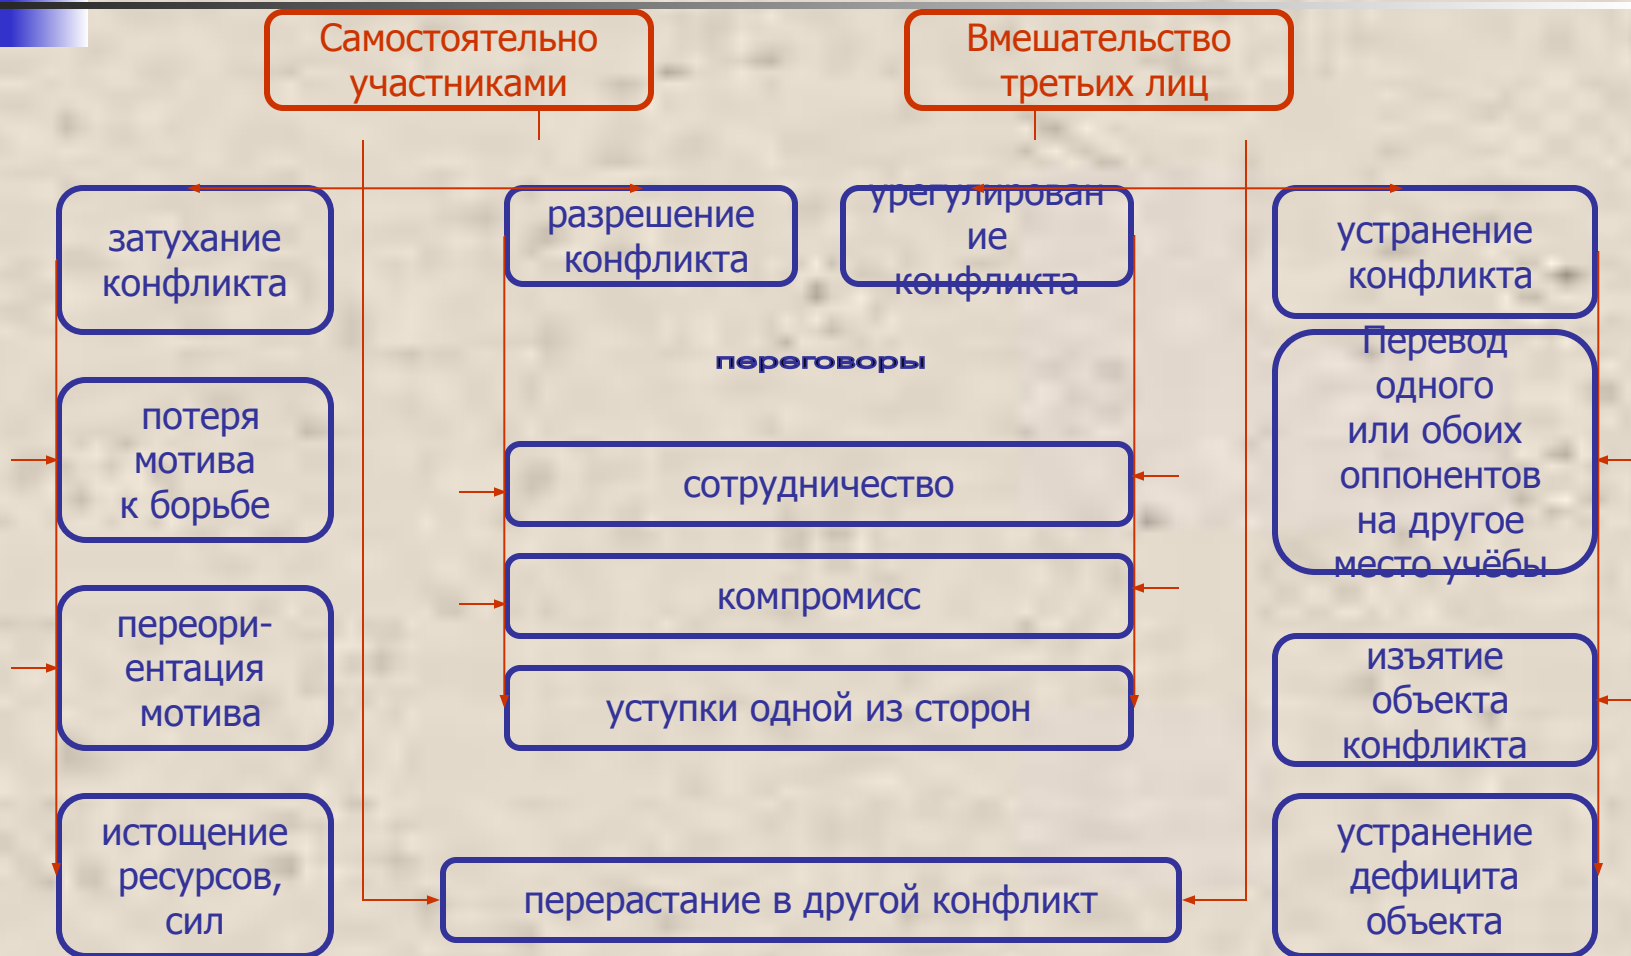 Самостоятельно
участниками
Вмешательство
третьих лиц
затухание
конфликта
разрешение
конфликта
урегулирован
ие
конфликта
устранение
конфликта
переговоры
потеря
мотива
к борьбе
Перевод
одного
или обоих
оппонентов
на другое
место учёбы
сотрудничество
компромисс
уступки одной из сторон
переори-
ентация
мотива
изъятие
объекта
конфликта
истощение
ресурсов,
сил
перерастание в другой конфликт
устранение
дефицита
объекта